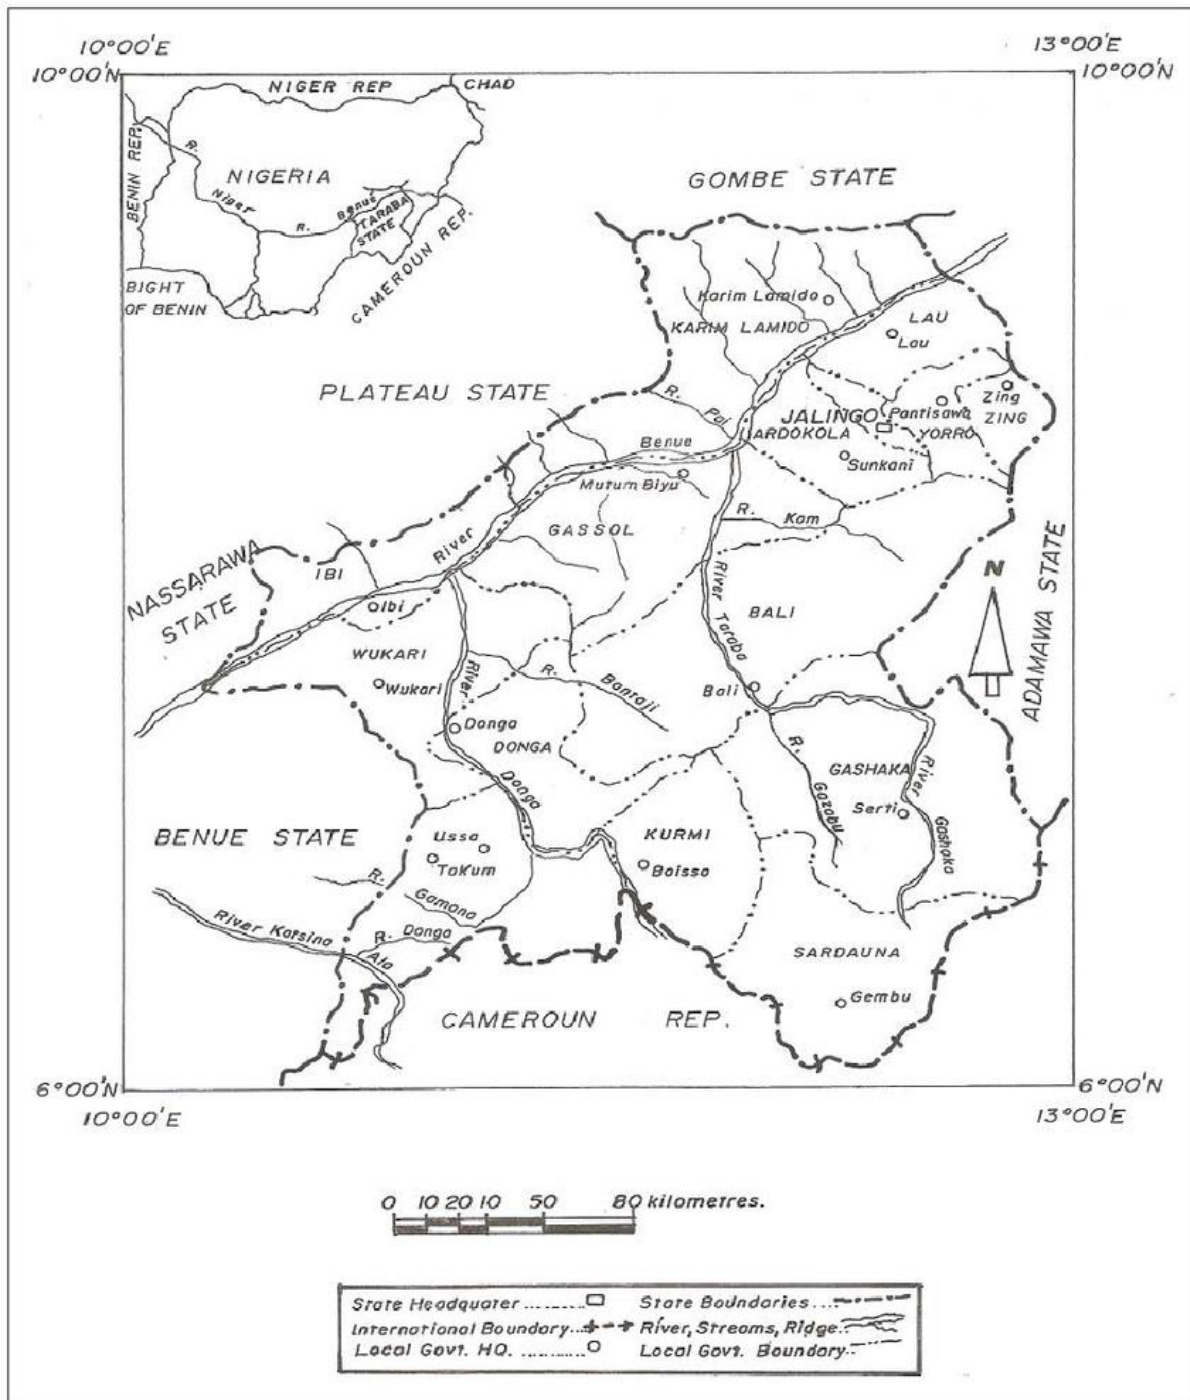 10°00'E
13°00'E
10°00'N
10°00'N
NIGER REP
CHAD
BENIN REP.
R.
Niger
NIGERIA
R.
Benue
TARABA
STATE
CAMEROUN REP.
BIGHT
OF BENIN
GOMBE STATE
Karim Lamido
KARIM LAMIDO
LAU
Lau
PLATEAU STATE
R. Pai
JALINGO
Pantisawa
Zing
ZING
IARDOKOLA
YORRO
Sunkani
Benue
Mutum Biyu
R. Kam
GASSOL
River
NASSARAWA
STATE
IBI
Ibi
River Taraba
BALI
N
ADAMAWA STATE
WUKARI
Wukari
River
R. Bantaji
Bali
Donga
DONGA
Donga
R. Gazabu
GASHAKA
River
Gashaka
Serti
BENUE STATE
Ussa
Takum
KURMI
Baissa
R.
Gamana
River Katsina
Ala
R. Danga
SARDAUNA
Gembu
CAMEROUN REP.
6°00'N
6°00'N
10°00'E
13°00'E
0 10 20 10 50 80 kilometres.
State Headquater State Boundaries
International Boundary River, Streams, Ridge
Local Govt. HQ. Local Govt. Boundary